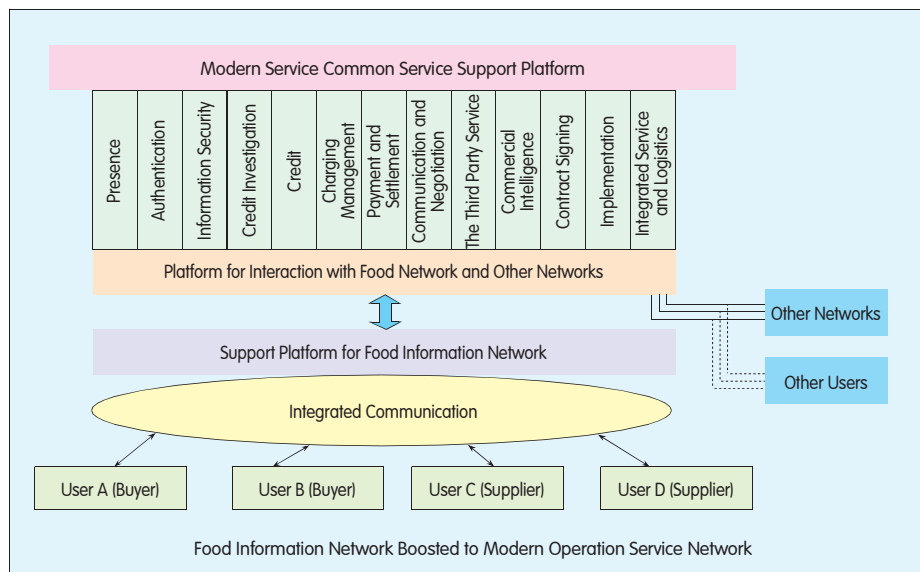 Modern Service Common Service Support Platform
Presence
Authentication
Information Security
Credit Investigation
Credit
Charging
Management
Payment and
Settlement
Communication and
Negotiation
The Third Party Service
Commercial
Intelligence
Contract Signing
Implementation
Integrated Service
and Logistics
Platform for Interaction with Food Network and Other Networks
Other Networks
Support Platform for Food Information Network
Other Users
Integrated Communication
User A (Buyer)
User B (Buyer)
User C (Supplier)
User D (Supplier)
Food Information Network Boosted to Modern Operation Service Network